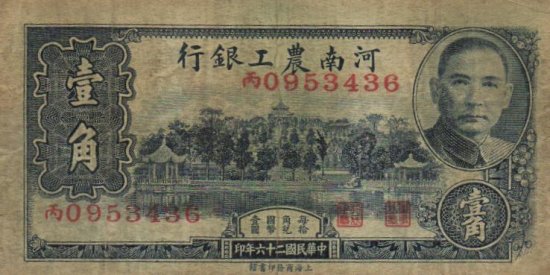 河南農工銀行
丙0953436
壹角
丙0953436
每拾角兌國幣壹圓
壹角
中華民國二十六年印
上海商務印書館